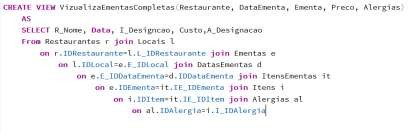 CREATE VIEW VizualizaEmentasCompletas(Restaurante, DataEmenta, Ementa, Preco, Alergias)
AS
SELECT R_Nome, Data, I_Designcao, Custo,A_Designacao
From Restaurantes r join Locais l
on r.IDRestaurante=l.L_IDRestaurante join Ementas e
on l.IDLocal=e.E_IDLocal join DatasEmentas d
on e.E_IDDataEmenta=d.IDDataEmenta join ItensEmentas it
on e.IDEmenta=it.IE_IDEmenta join Itens i
on i.IDItem=it.IE_IDItem join Alergias al
on al.IDAlergia=i.I_IDAlergia